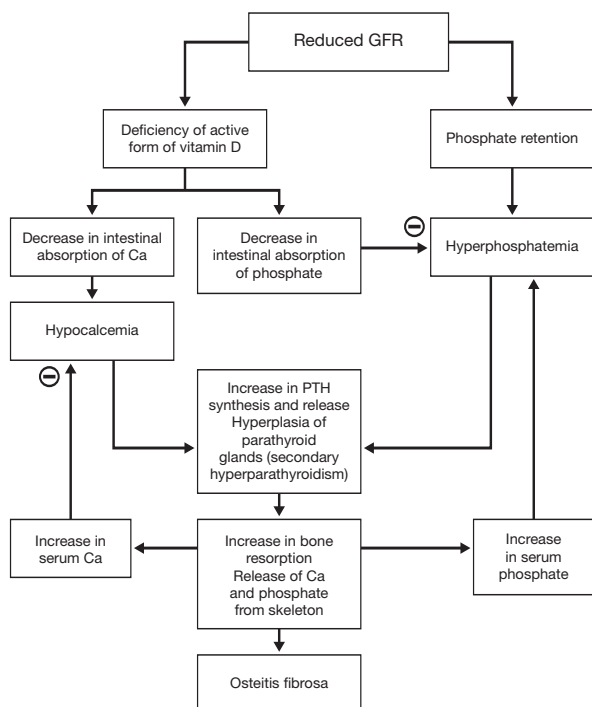 Reduced GFR
Deficiency of active
form of vitamin D
Phosphate retention
Decrease in intestinal
absorption of Ca
Decrease in
intestinal absorption
of phosphate
Hyperphosphatemia
Hypocalcemia
Increase in PTH
synthesis and release
Hyperplasia of
parathyroid
glands (secondary
hyperparathyroidism)
Increase in
serum Ca
Increase in bone
resorption
Release of Ca
and phosphate
from skeleton
Increase
in serum
phosphate
Osteitis fibrosa